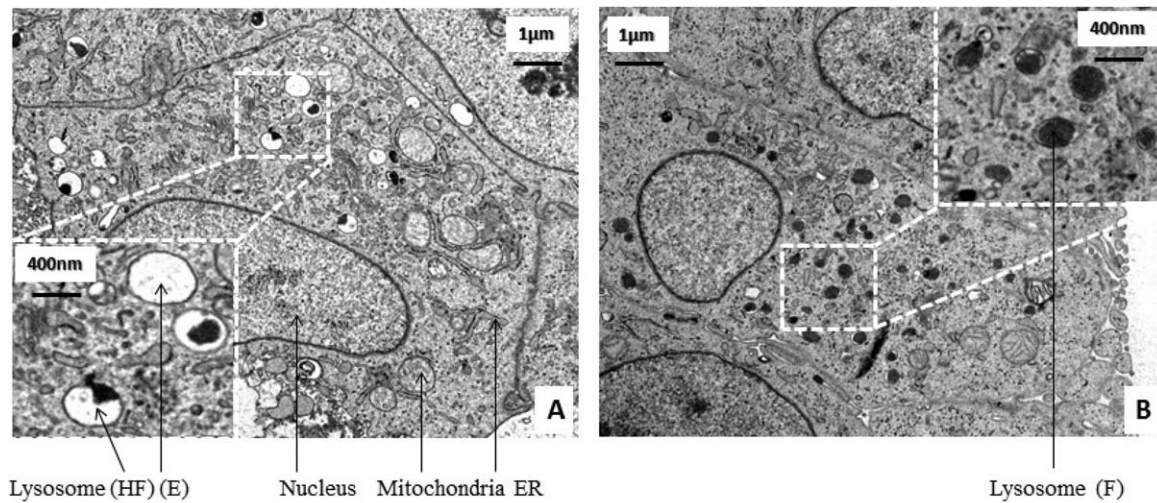 1μm
400nm
A
Lysosome (HF) (E) Nucleus Mitochondria ER
1μm
400nm
B
Lysosome (F)